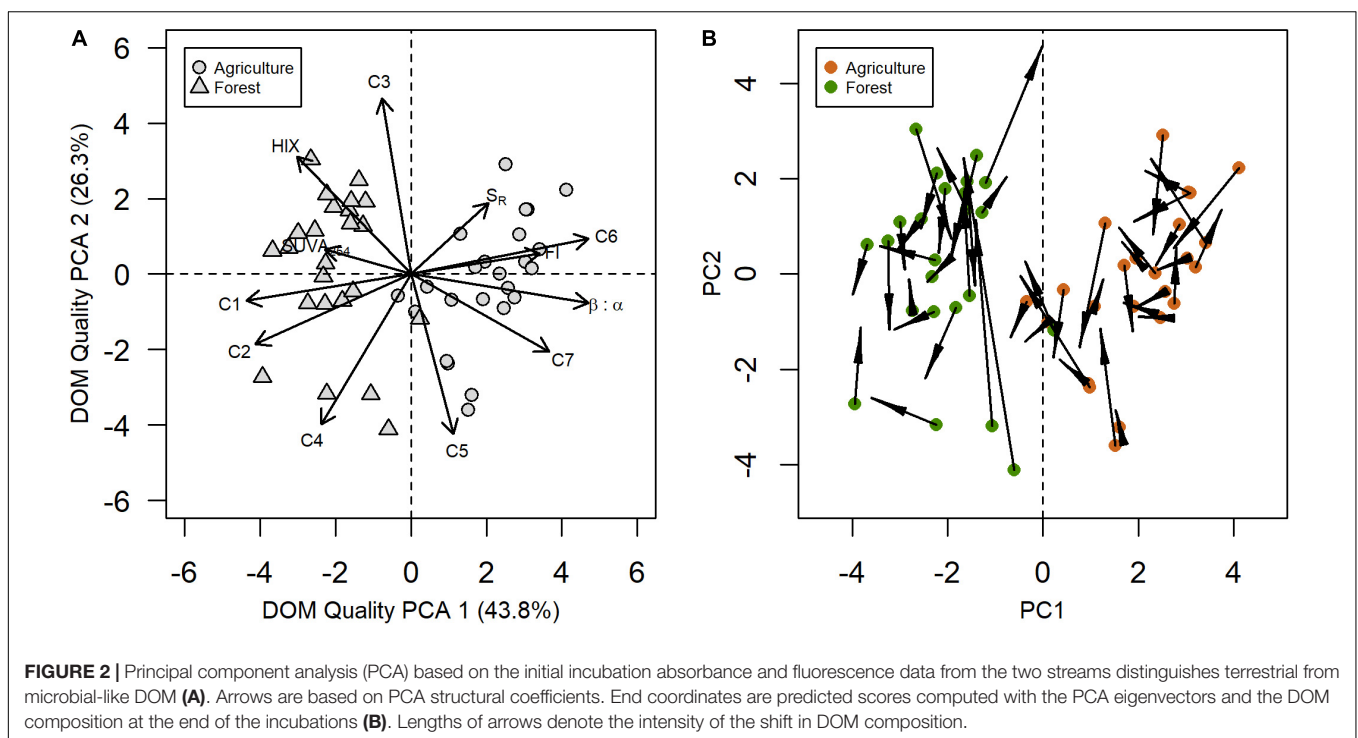 A
B
Agriculture
Forest
C3
HIX
S_R
C6
FI
SUVA254
C1
β : α
C2
C7
C4
C5
6
4
2
0
-2
-4
-6
DOM Quality PCA 2 (26.3%)
-6 -4 -2 0 2 4 6
DOM Quality PCA 1 (43.8%)
Agriculture
Forest
4
2
0
-2
-4
PC2
-4 -2 0 2 4
PC1
FIGURE 2 | Principal component analysis (PCA) based on the initial incubation absorbance and fluorescence data from the two streams distinguishes terrestrial from
microbial-like DOM (A). Arrows are based on PCA structural coefficients. End coordinates are predicted scores computed with the PCA eigenvectors and the DOM
composition at the end of the incubations (B). Lengths of arrows denote the intensity of the shift in DOM composition.